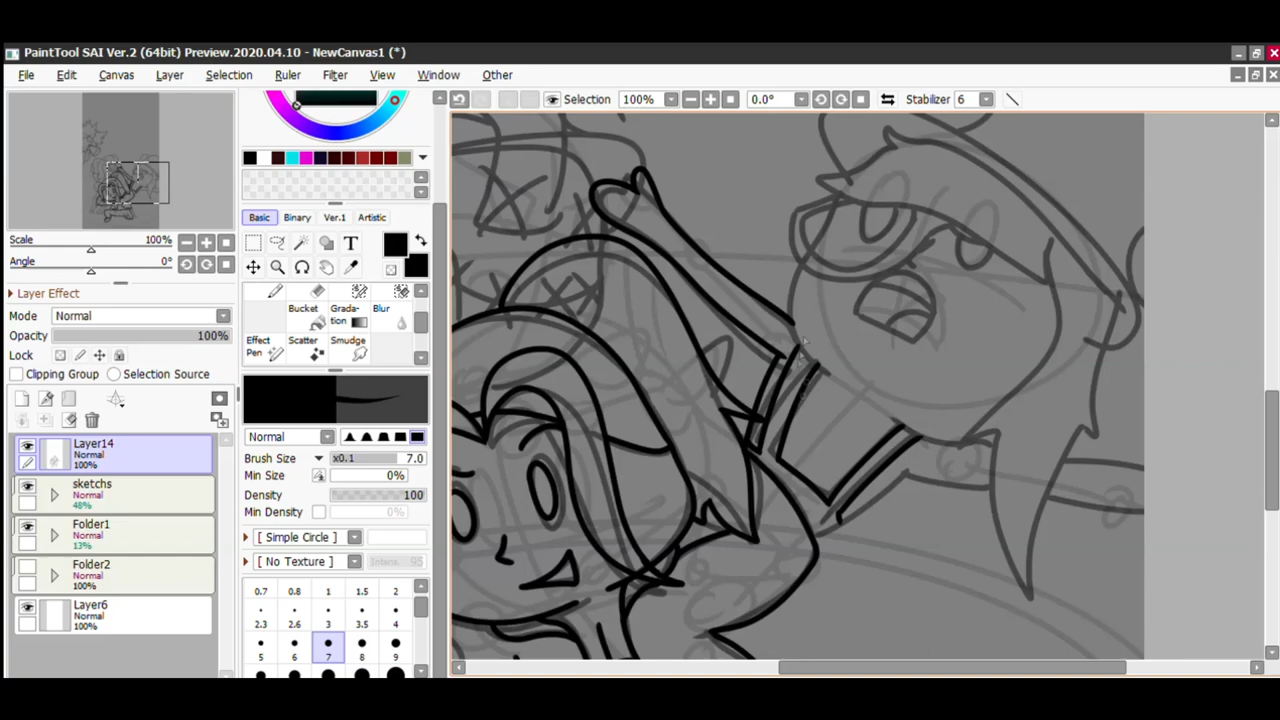 PaintTool SAI Ver.2 (64bit) Preview.2020.04.10 - NewCanvas1 (*)
File Edit Canvas Layer Selection Ruler Filter View Window Other
Selection 100% 0.0° Stabilizer 6
Scale 100%
Angle 0°
Layer Effect
Mode Normal
Opacity 100%
Lock
Clipping Group Selection Source
Layer14
Normal
100%
sketchs
Normal
48%
Folder1
Normal
13%
Folder2
Normal
100%
Layer6
Normal
100%
Basic Binary Ver.1 Artistic
T
Bucket Grada-tion Blur
Effect Pen Scatter Smudge
Normal
Brush Size x0.1 7.0
Min Size 0%
Density 100
Min Density 0%
[ Simple Circle ]
[ No Texture ] Intens. 95
0.7 0.8 1 1.5 2
2.3 2.6 3 3.5 4
5 6 7 8 9